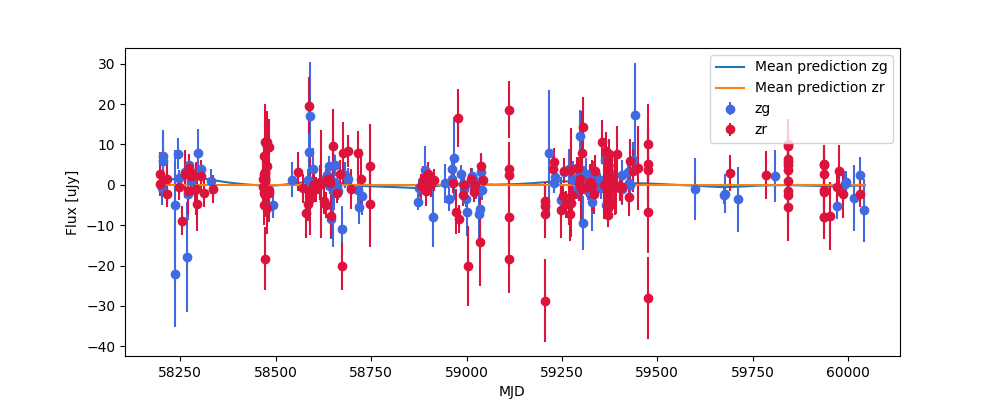 Mean prediction zg
Mean prediction zr
zg
zr
Flux [uJy]
30
20
10
0
−10
−20
−30
−40
58250 58500 58750 59000 59250 59500 59750 60000
MJD